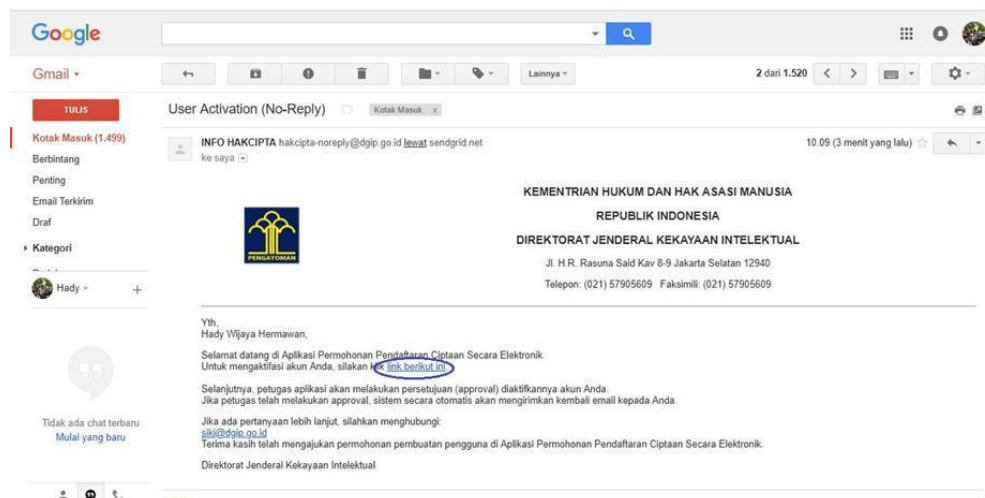 Google
Gmail
Lainnya
2 dari 1.520
TULIS
User Activation (No-Reply)
Kotak Masuk x
Kotak Masuk (1.499)
Berbintang
Penting
Email Terkirim
Draf
Kategori
INFO HAKCIPTA hakcipta-noreply@dgip.go.id lewat sendgrid.net
10.09 (3 menit yang lalu)
ke saya
KEMENTRIAN HUKUM DAN HAK ASASI MANUSIA
REPUBLIK INDONESIA
DIREKTORAT JENDERAL KEKAYAAN INTELEKTUAL
Jl. H.R. Rasuna Said Kav 8-9 Jakarta Selatan 12940
Telepon: (021) 57905609 Faksimili: (021) 57905609
PENGAYOMAN
Hady
Yth.
Hady Wijaya Hermawan,
Selamat datang di Aplikasi Permohonan Pendaftaran Ciptaan Secara Elektronik.
Untuk mengaktifasi akun Anda, silakan klik link berikut ini
Selanjutnya, petugas aplikasi akan melakukan persetujuan (approval) diaktifkannya akun Anda.
Jika petugas telah melakukan approval, sistem secara otomatis akan mengirimkan kembali email kepada Anda.
Jika ada pertanyaan lebih lanjut, silahkan menghubungi:
siki@dgip.go.id
Terima kasih telah mengajukan permohonan pembuatan pengguna di Aplikasi Permohonan Pendaftaran Ciptaan Secara Elektronik.
Direktorat Jenderal Kekayaan Intelektual
Tidak ada chat terbaru
Mulai yang baru